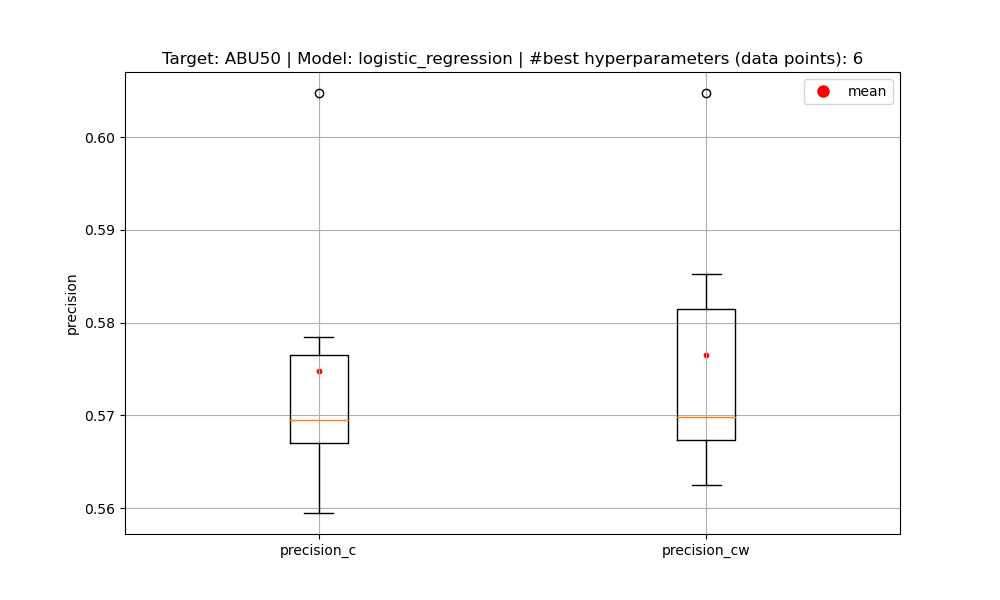 Target: ABU50 | Model: logistic_regression | #best hyperparameters (data points): 6
mean
0.60
0.59
0.58
0.57
0.56
precision
precision_c
precision_cw